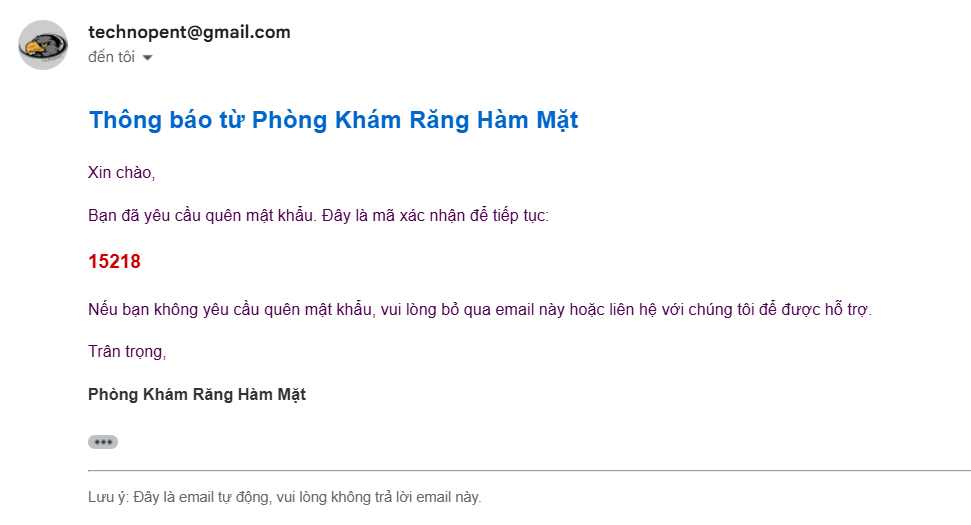 technopent@gmail.com
đến tôi
Thông báo từ Phòng Khám Răng Hàm Mặt
Xin chào,
Bạn đã yêu cầu quên mật khẩu. Đây là mã xác nhận để tiếp tục:
15218
Nếu bạn không yêu cầu quên mật khẩu, vui lòng bỏ qua email này hoặc liên hệ với chúng tôi để được hỗ trợ.
Trân trọng,
Phòng Khám Răng Hàm Mặt
Lưu ý: Đây là email tự động, vui lòng không trả lời email này.